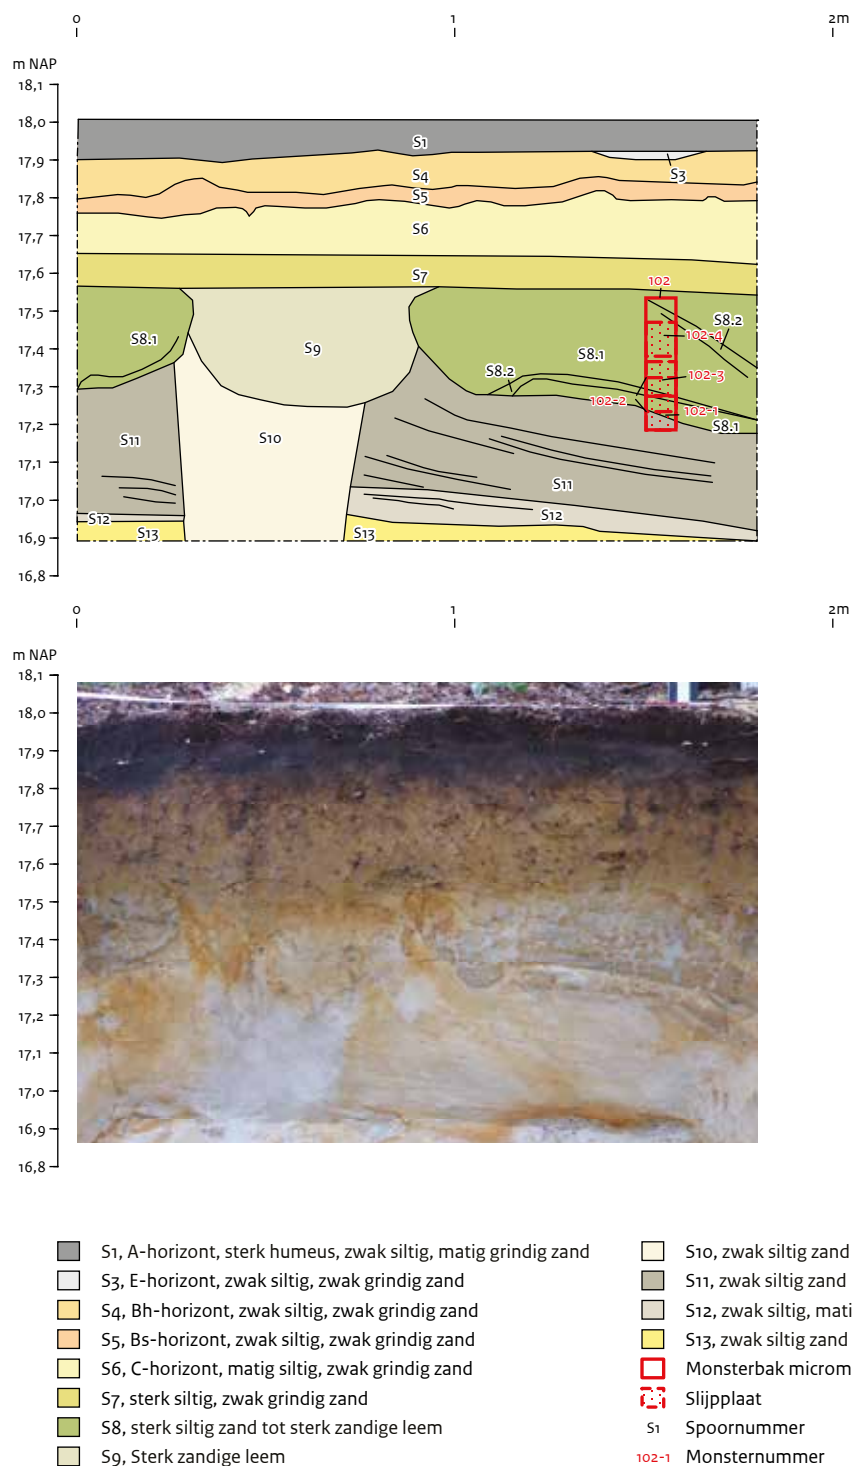 0 1 2m
m NAP
18,1
18,0
17,9
17,8
17,7
17,6
17,5
17,4
17,3
17,2
17,1
17,0
16,9
16,8
S1
S3
S4
S5
S6
S7
102
S8.2
102-4
S8.1
S9
S8.1
S8.2
102-3
102-2
102-1
S8.1
S11
S10
S11
S12
S12
S13
S13
0 1 2m
m NAP
18,1
18,0
17,9
17,8
17,7
17,6
17,5
17,4
17,3
17,2
17,1
17,0
16,9
16,8
S1, A-horizont, sterk humeus, zwak siltig, matig grindig zand
S3, E-horizont, zwak siltig, zwak grindig zand
S4, Bh-horizont, zwak siltig, zwak grindig zand
S5, Bs-horizont, zwak siltig, zwak grindig zand
S6, C-horizont, matig siltig, zwak grindig zand
S7, sterk siltig, zwak grindig zand
S8, sterk siltig zand tot sterk zandige leem
S9, Sterk zandige leem
S10, zwak siltig zand
S11, zwak siltig zand
S12, zwak siltig, mati
S13, zwak siltig zand
Monsterbak microm
Slijpplaat
S1 Spoornummer
102-1 Monsternummer